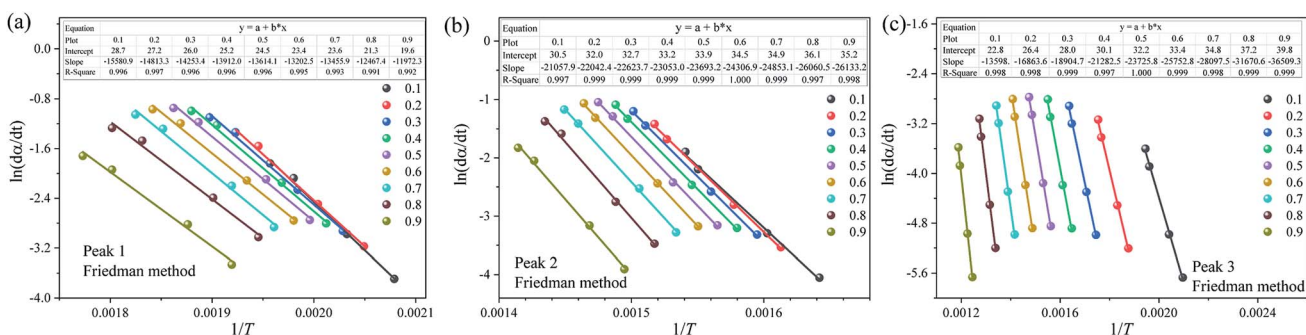 (a)
Equation y = a + b*x
Plot 0.1 0.2 0.3 0.4 0.5 0.6 0.7 0.8 0.9
Intercept 28.7 27.2 26.0 25.2 24.5 23.4 23.6 21.3 19.6
Slope -15580.9 -14813.3 -14253.4 -13912.0 -13614.1 -13202.5 -13455.9 -12467.4 -11972.3
R-Square 0.996 0.997 0.996 0.996 0.996 0.995 0.993 0.991 0.992
0.0
-0.8
-1.6
-2.4
-3.2
-4.0
ln(dα/dt)
0.1
0.2
0.3
0.4
0.5
0.6
0.7
0.8
0.9
Peak 1
Friedman method
0.0018 0.0019 0.0020 0.0021
1/T
(b)
Equation y = a + b*x
Plot 0.1 0.2 0.3 0.4 0.5 0.6 0.7 0.8 0.9
Intercept 30.5 32.0 32.7 33.2 33.9 34.5 34.9 36.1 35.2
Slope -21057.9 -22042.4 -22623.7 -23053.0 -23693.2 -24306.9 -24853.1 -26060.5 -26133.2
R-Square 0.997 0.999 0.999 0.999 0.999 1.000 0.999 0.997 0.998
0
-1
-2
-3
-4
ln(dα/dt)
0.1
0.2
0.3
0.4
0.5
0.6
0.7
0.8
0.9
Peak 2
Friedman method
0.0014 0.0015 0.0016
1/T
(c)
Equation y = a + b*x
Plot 0.1 0.2 0.3 0.4 0.5 0.6 0.7 0.8 0.9
Intercept 22.8 26.4 28.0 30.1 32.2 33.4 34.8 37.2 39.8
Slope -13598. -16863.6 -18904.7 -21282.5 -23725.8 -25752.8 -28097.5 -31670.6 -36509.3
R-Square 0.998 0.998 0.999 0.997 1.000 0.999 0.998 0.999 0.999
-1.6
-2.4
-3.2
-4.0
-4.8
-5.6
ln(dα/dt)
0.1
0.2
0.3
0.4
0.5
0.6
0.7
0.8
0.9
Peak 3
Friedman method
0.0012 0.0016 0.0020 0.0024
1/T